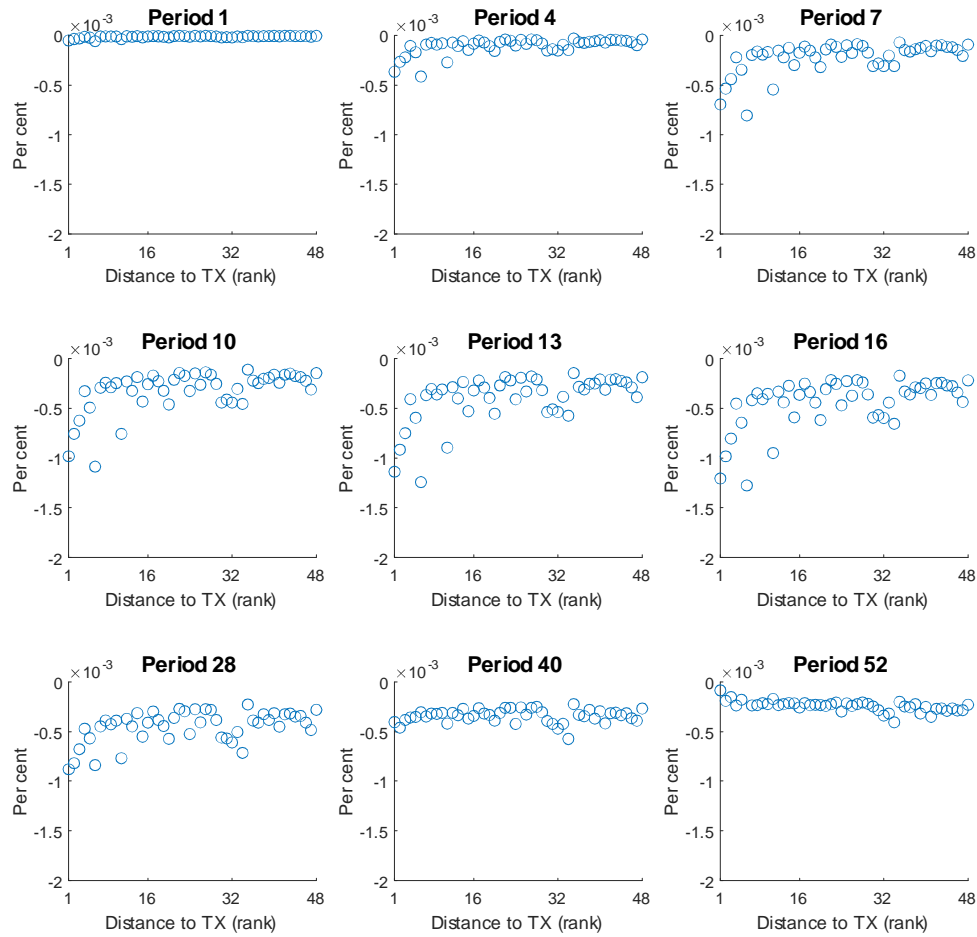 ×10^-3 Period 1
0
-0.5
-1
-1.5
-2
Per cent
1 16 32 48
Distance to TX (rank)
×10^-3 Period 4
0
-0.5
-1
-1.5
-2
Per cent
1 16 32 48
Distance to TX (rank)
×10^-3 Period 7
0
-0.5
-1
-1.5
-2
Per cent
1 16 32 48
Distance to TX (rank)
×10^-3 Period 10
0
-0.5
-1
-1.5
-2
Per cent
1 16 32 48
Distance to TX (rank)
×10^-3 Period 13
0
-0.5
-1
-1.5
-2
Per cent
1 16 32 48
Distance to TX (rank)
×10^-3 Period 16
0
-0.5
-1
-1.5
-2
Per cent
1 16 32 48
Distance to TX (rank)
×10^-3 Period 28
0
-0.5
-1
-1.5
-2
Per cent
1 16 32 48
Distance to TX (rank)
×10^-3 Period 40
0
-0.5
-1
-1.5
-2
Per cent
1 16 32 48
Distance to TX (rank)
×10^-3 Period 52
0
-0.5
-1
-1.5
-2
Per cent
1 16 32 48
Distance to TX (rank)